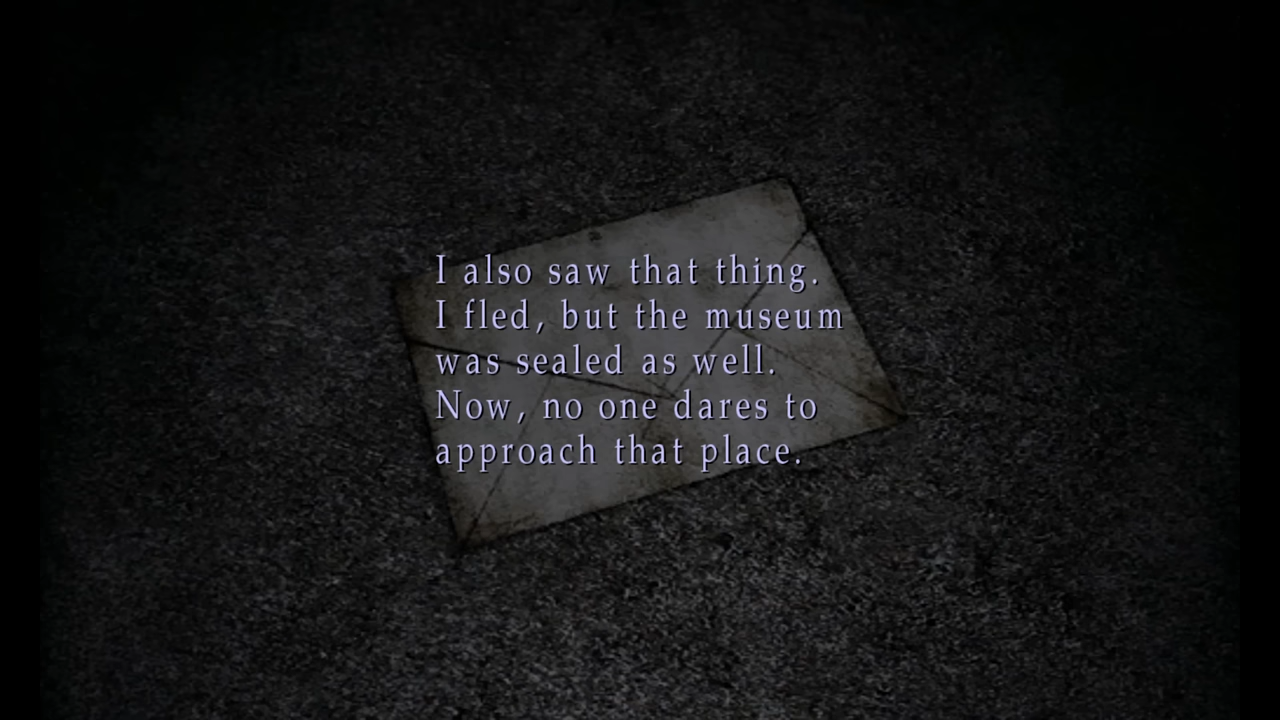 I also saw that thing.
I fled, but the museum
was sealed as well.
Now, no one dares to
approach that place.